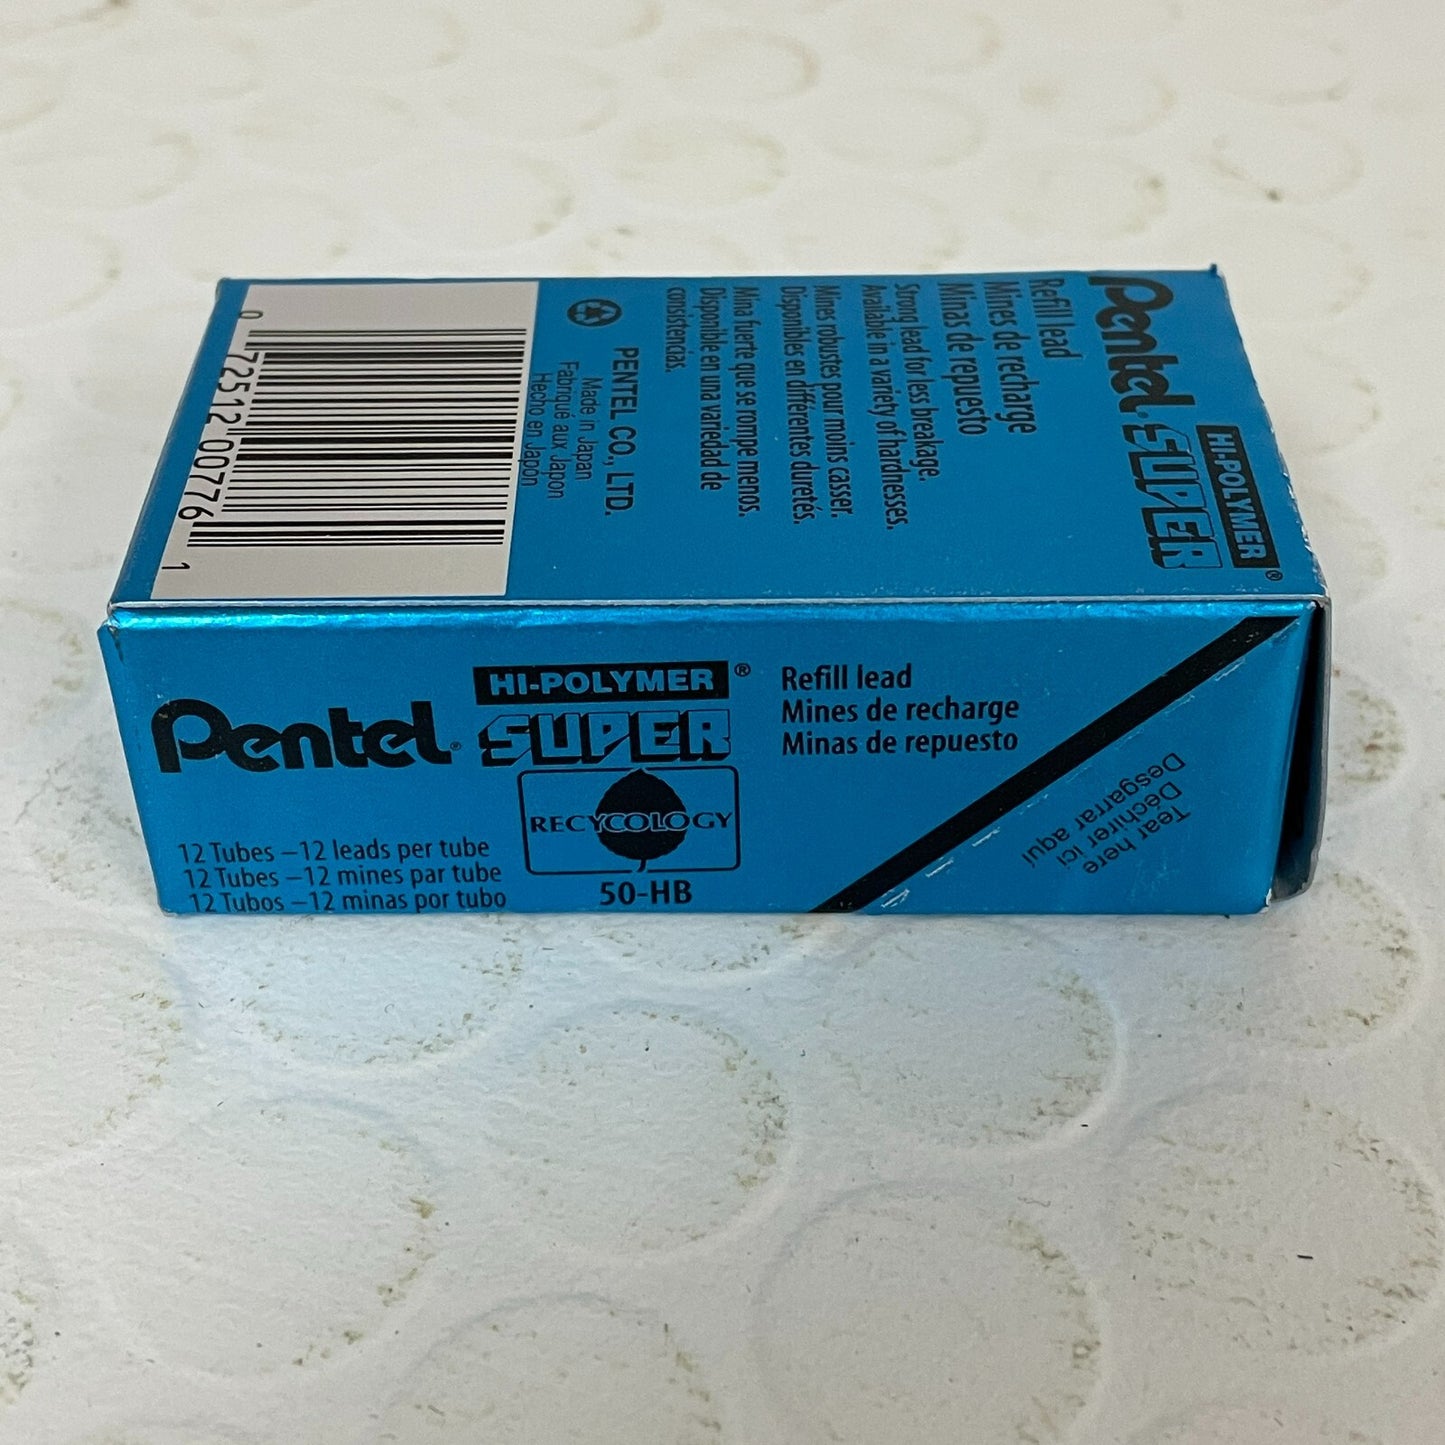 Pentel® HI-POLYMER® SUPER
Refill lead
Mines de recharge
Minas de repuesto
Strong lead for less breakage.
Available in a variety of hardnesses.
Mines robustes pour moins casser.
Disponibles en différentes duretés.
Mina fuerte que se rompe menos.
Disponible en una variedad de
consistencias.
PENTEL CO., LTD.
Made in Japan
Fabriqué aux Japon
Hecho en Japon
0 72512 00776 1
Pentel® HI-POLYMER® SUPER
Refill lead
Mines de recharge
Minas de repuesto
RECYCOLOGY
50-HB
12 Tubes – 12 leads per tube
12 Tubes – 12 mines par tube
12 Tubos – 12 minas por tubo
Tear here
Déchirer ici
Desgarrar aquí